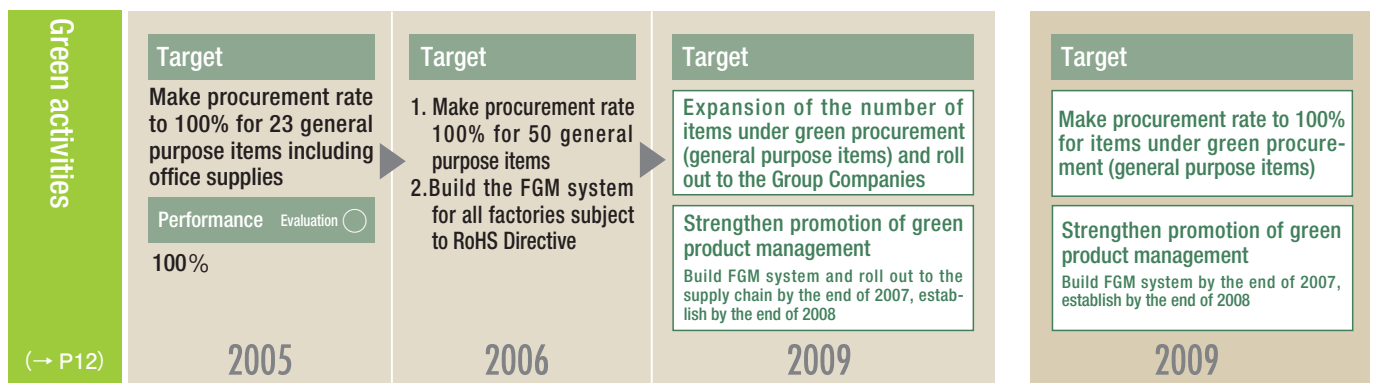 Green activities
(→ P12)
Target
Make procurement rate
to 100% for 23 general
purpose items including
office supplies
Performance Evaluation ○
100%
2005
Target
1. Make procurement rate
100% for 50 general
purpose items
2.Build the FGM system
for all factories subject
to RoHS Directive
2006
Target
Expansion of the number of
items under green procurement
(general purpose items) and roll
out to the Group Companies
Strengthen promotion of green
product management
Build FGM system and roll out to the
supply chain by the end of 2007, estab-
lish by the end of 2008
2009
Target
Make procurement rate to 100%
for items under green procure-
ment (general purpose items)
Strengthen promotion of green
product management
Build FGM system by the end of 2007,
establish by the end of 2008
2009